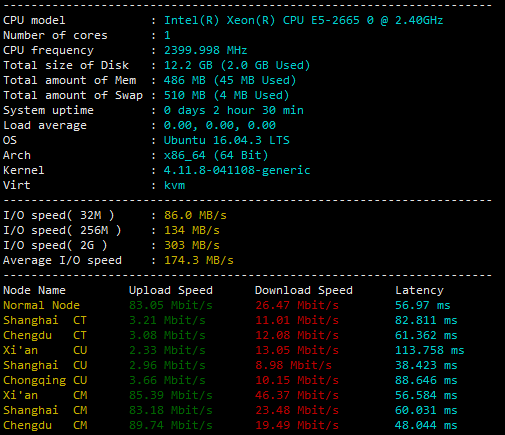 CPU model : Intel(R) Xeon(R) CPU E5-2665 0 @ 2.40GHz
Number of cores : 1
CPU frequency : 2399.998 MHz
Total size of Disk : 12.2 GB (2.0 GB Used)
Total amount of Mem : 486 MB (45 MB Used)
Total amount of Swap : 510 MB (4 MB Used)
System uptime : 0 days 2 hour 30 min
Load average : 0.00, 0.00, 0.00
OS : Ubuntu 16.04.3 LTS
Arch : x86_64 (64 Bit)
Kernel : 4.11.8-041108-generic
Virt : kvm
I/O speed( 32M ) : 86.0 MB/s
I/O speed( 256M ) : 134 MB/s
I/O speed( 2G ) : 303 MB/s
Average I/O speed : 174.3 MB/s
Node Name Upload Speed Download Speed Latency
Normal Node 83.05 Mbit/s 26.47 Mbit/s 56.97 ms
Shanghai CT 3.21 Mbit/s 11.01 Mbit/s 82.811 ms
Chengdu CT 3.08 Mbit/s 12.08 Mbit/s 61.362 ms
Xi'an CU 2.33 Mbit/s 13.05 Mbit/s 113.758 ms
Shanghai CU 2.96 Mbit/s 8.98 Mbit/s 38.423 ms
Chongqing CU 3.66 Mbit/s 10.15 Mbit/s 88.646 ms
Xi'an CM 85.39 Mbit/s 46.37 Mbit/s 56.584 ms
Shanghai CM 83.18 Mbit/s 23.40 Mbit/s 60.031 ms
Chengdu CM 89.74 Mbit/s 19.49 Mbit/s 48.044 ms